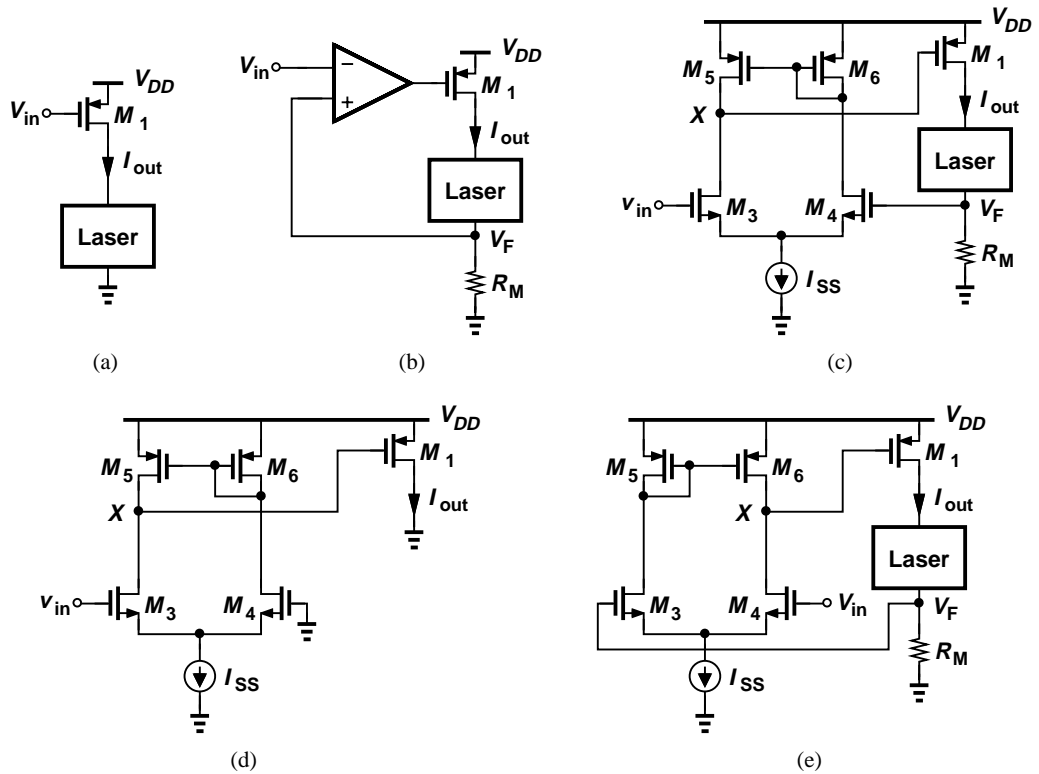 V_DD
V_in
M_1
I_out
Laser
(a)
V_in
−
+
V_DD
M_1
I_out
Laser
V_F
R_M
(b)
V_DD
M_5
M_6
M_1
X
I_out
Laser
v_in
M_3
M_4
V_F
R_M
I_SS
(c)
V_DD
M_5
M_6
M_1
X
I_out
v_in
M_3
M_4
I_SS
(d)
V_DD
M_5
M_6
M_1
X
I_out
Laser
M_3
M_4
V_in
V_F
R_M
I_SS
(e)